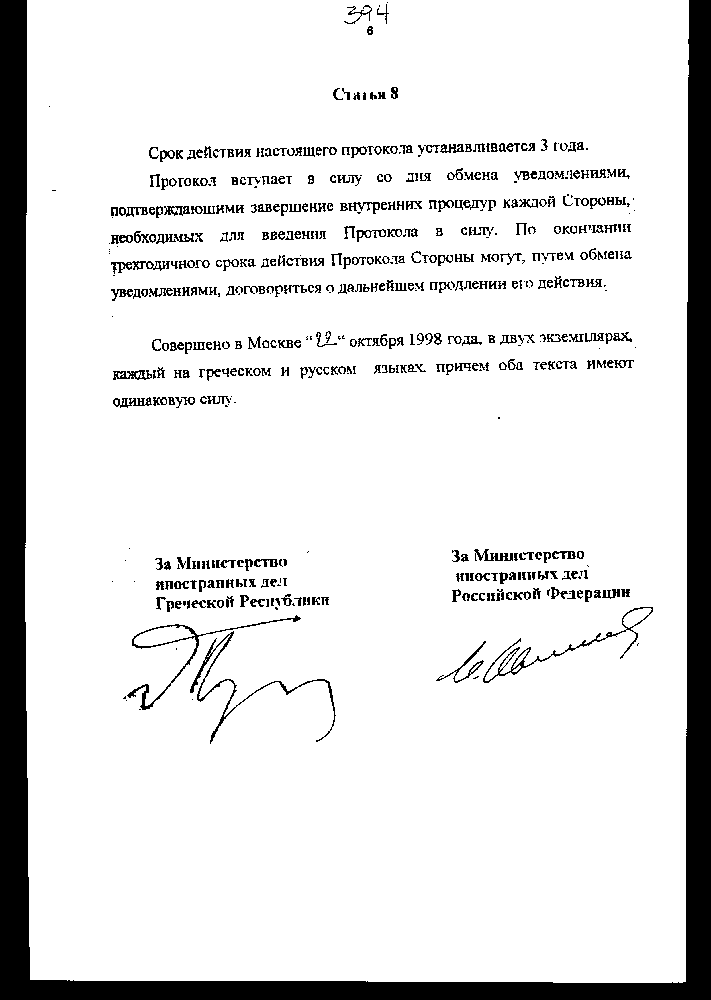 394
6
Статья 8
Срок действия настоящего протокола устанавливается 3 года.
Протокол вступает в силу со дня обмена уведомлениями,
подтверждающими завершение внутренних процедур каждой Стороны,
необходимых для введения Протокола в силу. По окончании
трехгодичного срока действия Протокола Стороны могут, путем обмена
уведомлениями, договориться о дальнейшем продлении его действия.
Совершено в Москве “22“ октября 1998 года, в двух экземплярах,
каждый на греческом и русском языках, причем оба текста имеют
одинаковую силу.
За Министерство
иностранных дел
Греческой Республики
За Министерство
иностранных дел
Российской Федерации